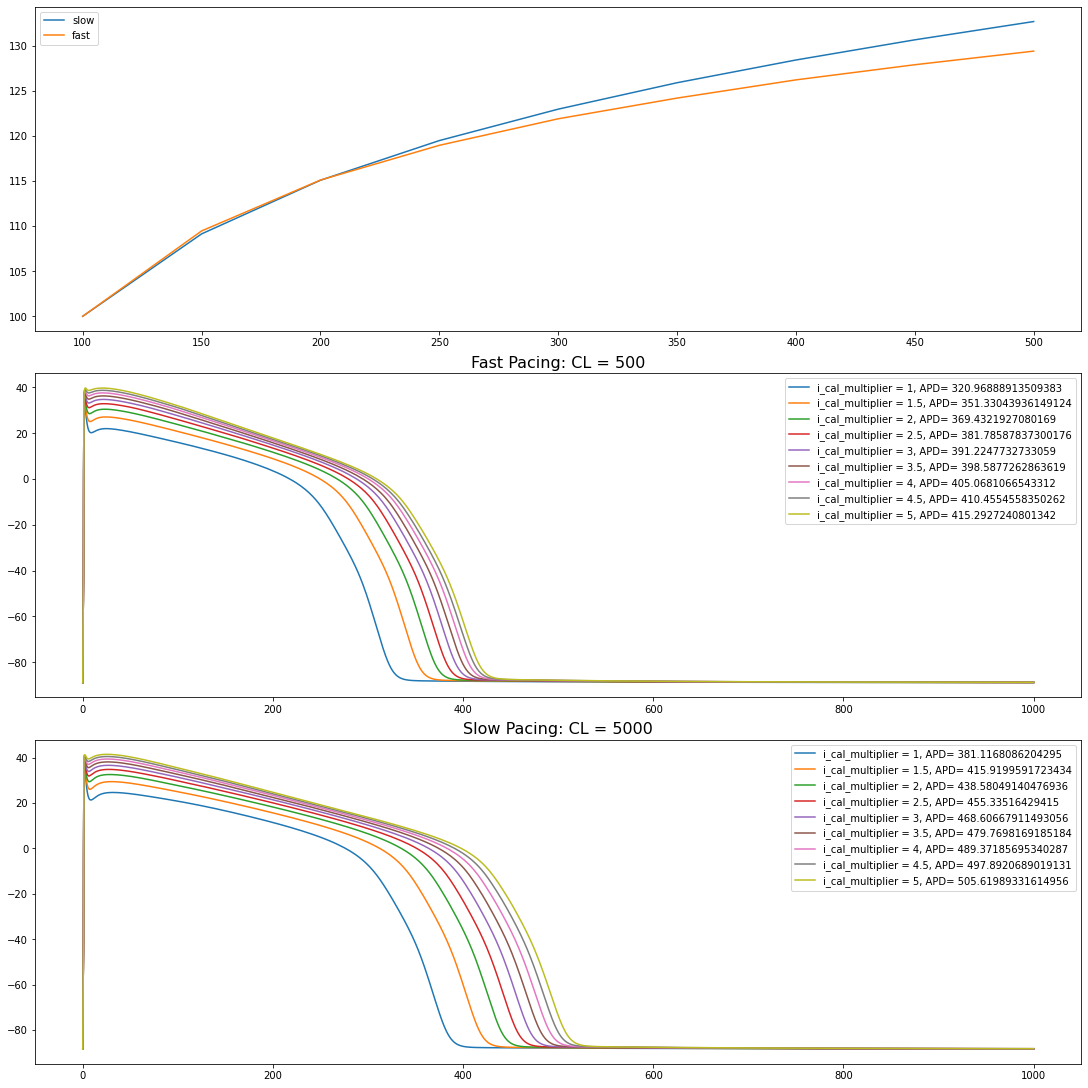 slow
fast
130
125
120
115
110
105
100
100 150 200 250 300 350 400 450 500
Fast Pacing: CL = 500
i_cal_multiplier = 1, APD= 320.96888913509383
i_cal_multiplier = 1.5, APD= 351.33043936149124
i_cal_multiplier = 2, APD= 369.4321927080169
i_cal_multiplier = 2.5, APD= 381.78587837300176
i_cal_multiplier = 3, APD= 391.2247732733059
i_cal_multiplier = 3.5, APD= 398.5877262863619
i_cal_multiplier = 4, APD= 405.0681066543312
i_cal_multiplier = 4.5, APD= 410.4554558350262
i_cal_multiplier = 5, APD= 415.2927240801342
40
20
0
−20
−40
−60
−80
0 200 400 600 800 1000
Slow Pacing: CL = 5000
i_cal_multiplier = 1, APD= 381.1168086204295
i_cal_multiplier = 1.5, APD= 415.9199591723434
i_cal_multiplier = 2, APD= 438.58049140476936
i_cal_multiplier = 2.5, APD= 455.33516429415
i_cal_multiplier = 3, APD= 468.60667911493056
i_cal_multiplier = 3.5, APD= 479.7698169185184
i_cal_multiplier = 4, APD= 489.37185695340287
i_cal_multiplier = 4.5, APD= 497.8920689019131
i_cal_multiplier = 5, APD= 505.61989331614956
40
20
0
−20
−40
−60
−80
0 200 400 600 800 1000